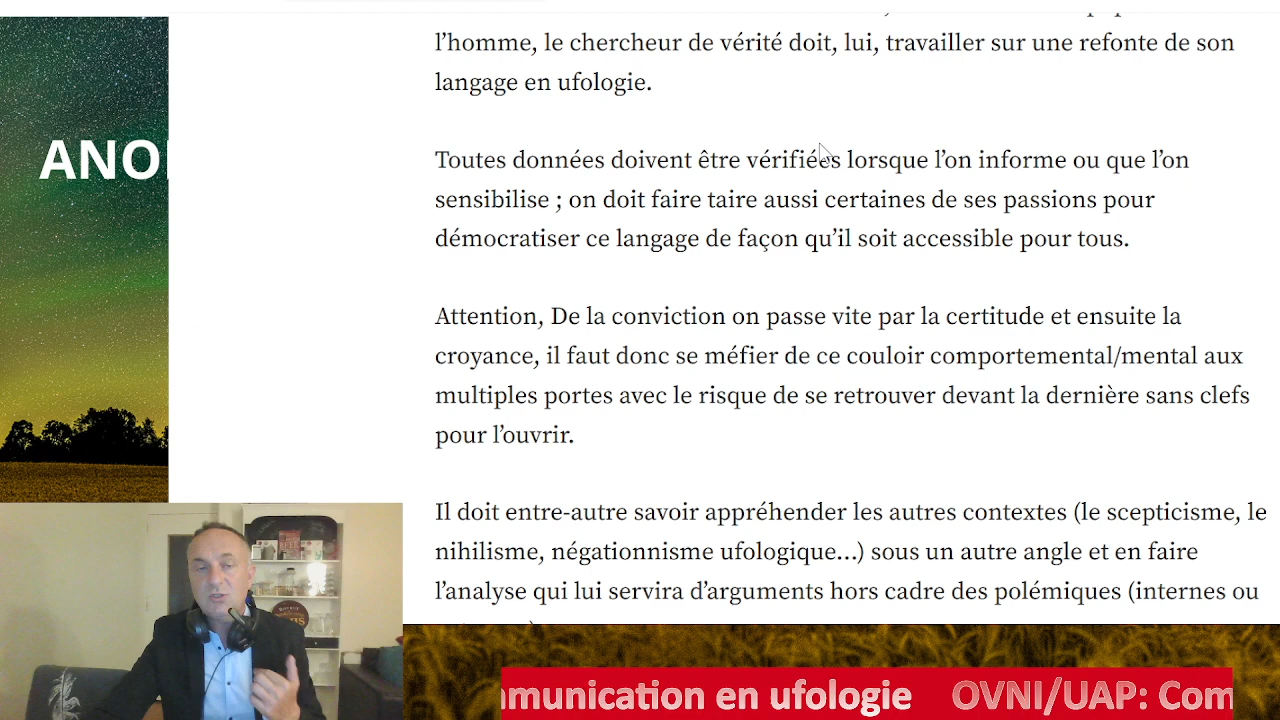 l’homme, le chercheur de vérité doit, lui, travailler sur une refonte de son
langage en ufologie.
ANO
Toutes données doivent être vérifiées lorsque l’on informe ou que l’on
sensibilise ; on doit faire taire aussi certaines de ses passions pour
démocratiser ce langage de façon qu’il soit accessible pour tous.
Attention, De la conviction on passe vite par la certitude et ensuite la
croyance, il faut donc se méfier de ce couloir comportemental/mental aux
multiples portes avec le risque de se retrouver devant la dernière sans clefs
pour l’ouvrir.
Il doit entre-autre savoir appréhender les autres contextes (le scepticisme, le
nihilisme, négationnisme ufologique...) sous un autre angle et en faire
l’analyse qui lui servira d’arguments hors cadre des polémiques (internes ou
mmunication en ufologie OVNI/UAP: Com